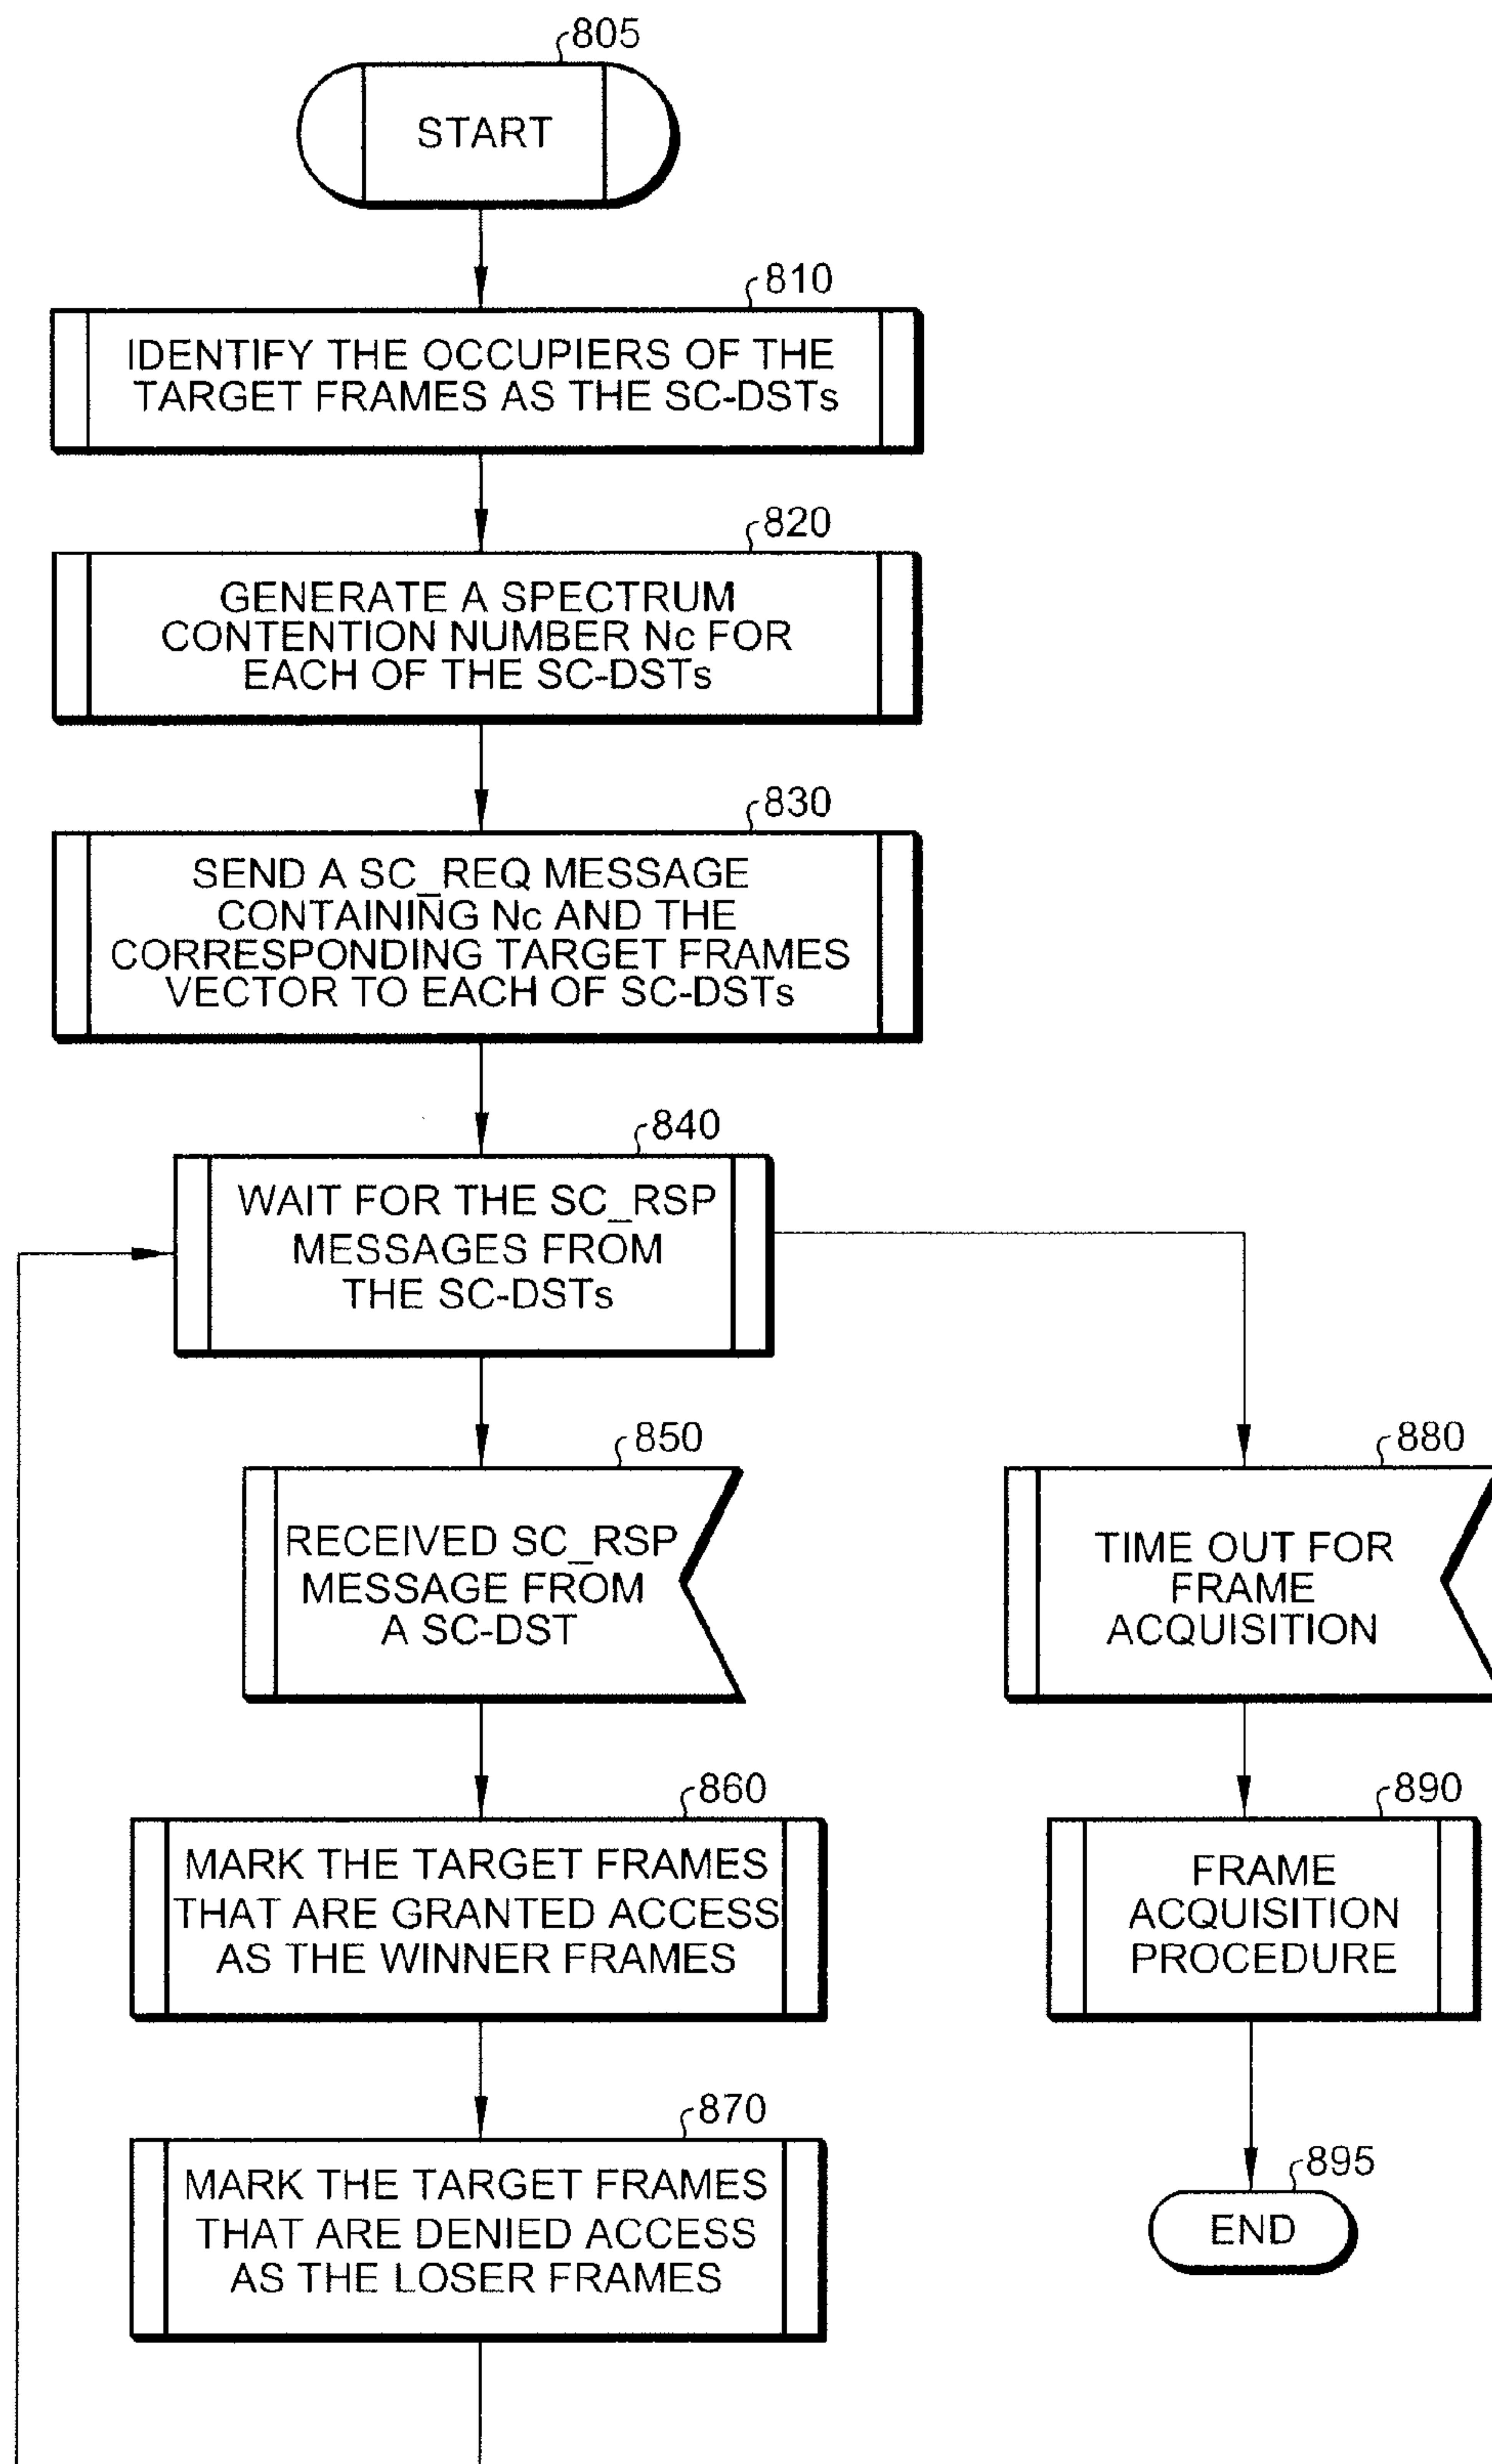 805
START
810
IDENTIFY THE OCCUPIERS OF THE
TARGET FRAMES AS THE SC-DSTs
820
GENERATE A SPECTRUM
CONTENTION NUMBER Nc FOR
EACH OF THE SC-DSTs
830
SEND A SC_REQ MESSAGE
CONTAINING Nc AND THE
CORRESPONDING TARGET FRAMES
VECTOR TO EACH OF SC-DSTs
840
WAIT FOR THE SC_RSP
MESSAGES FROM
THE SC-DSTs
850
RECEIVED SC_RSP
MESSAGE FROM
A SC-DST
860
MARK THE TARGET FRAMES
THAT ARE GRANTED ACCESS
AS THE WINNER FRAMES
870
MARK THE TARGET FRAMES
THAT ARE DENIED ACCESS
AS THE LOSER FRAMES
880
TIME OUT FOR
FRAME
ACQUISITION
890
FRAME
ACQUISITION
PROCEDURE
895
END